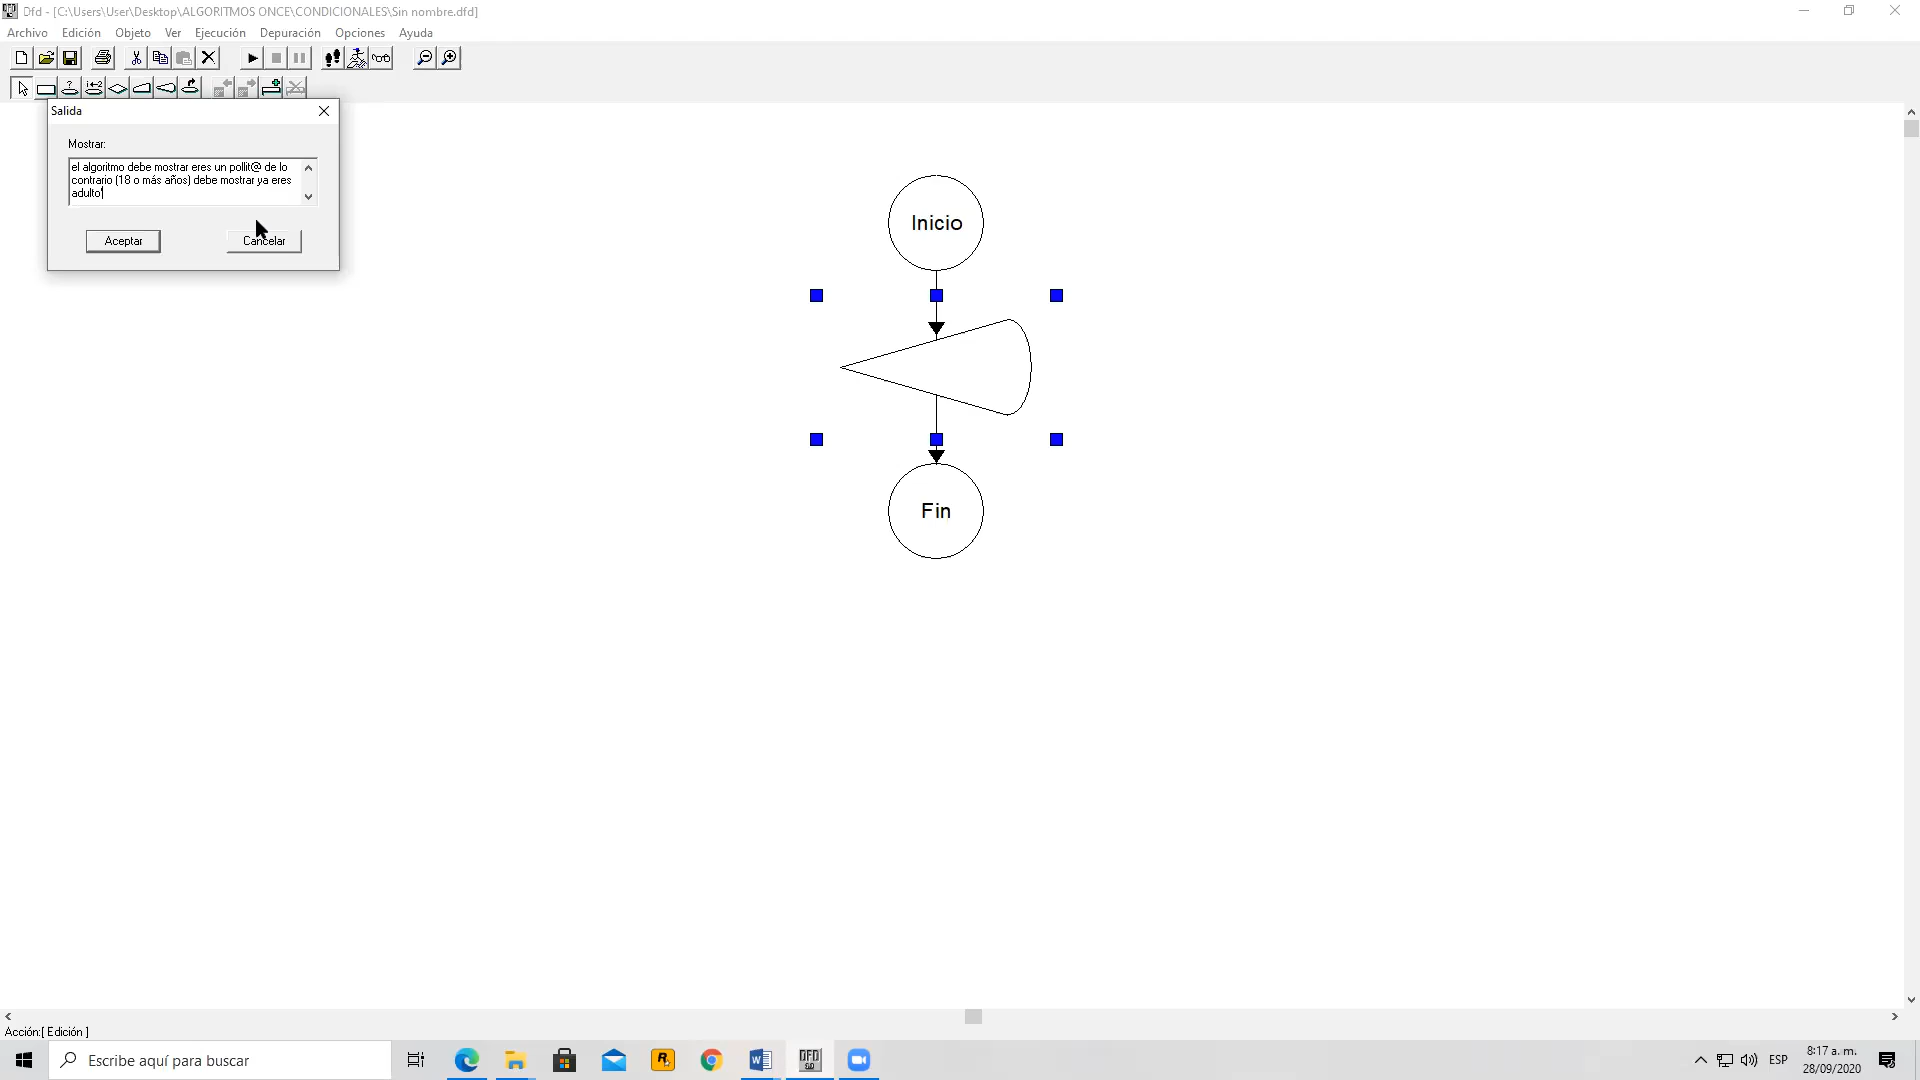 Dfd - [C:\Users\User\Desktop\ALGORITMOS ONCE\CONDICIONALES\Sin nombre.dfd]
Archivo Edición Objeto Ver Ejecución Depuración Opciones Ayuda
Salida
Mostrar:
el algoritmo debe mostrar eres un pollit@ de lo
contrario (18 o más años) debe mostrar ya eres
adulto'
Aceptar Cancelar
Inicio
Fin
Acción:[ Edición ]
Escribe aquí para buscar
ESP
8:17 a. m.
28/09/2020